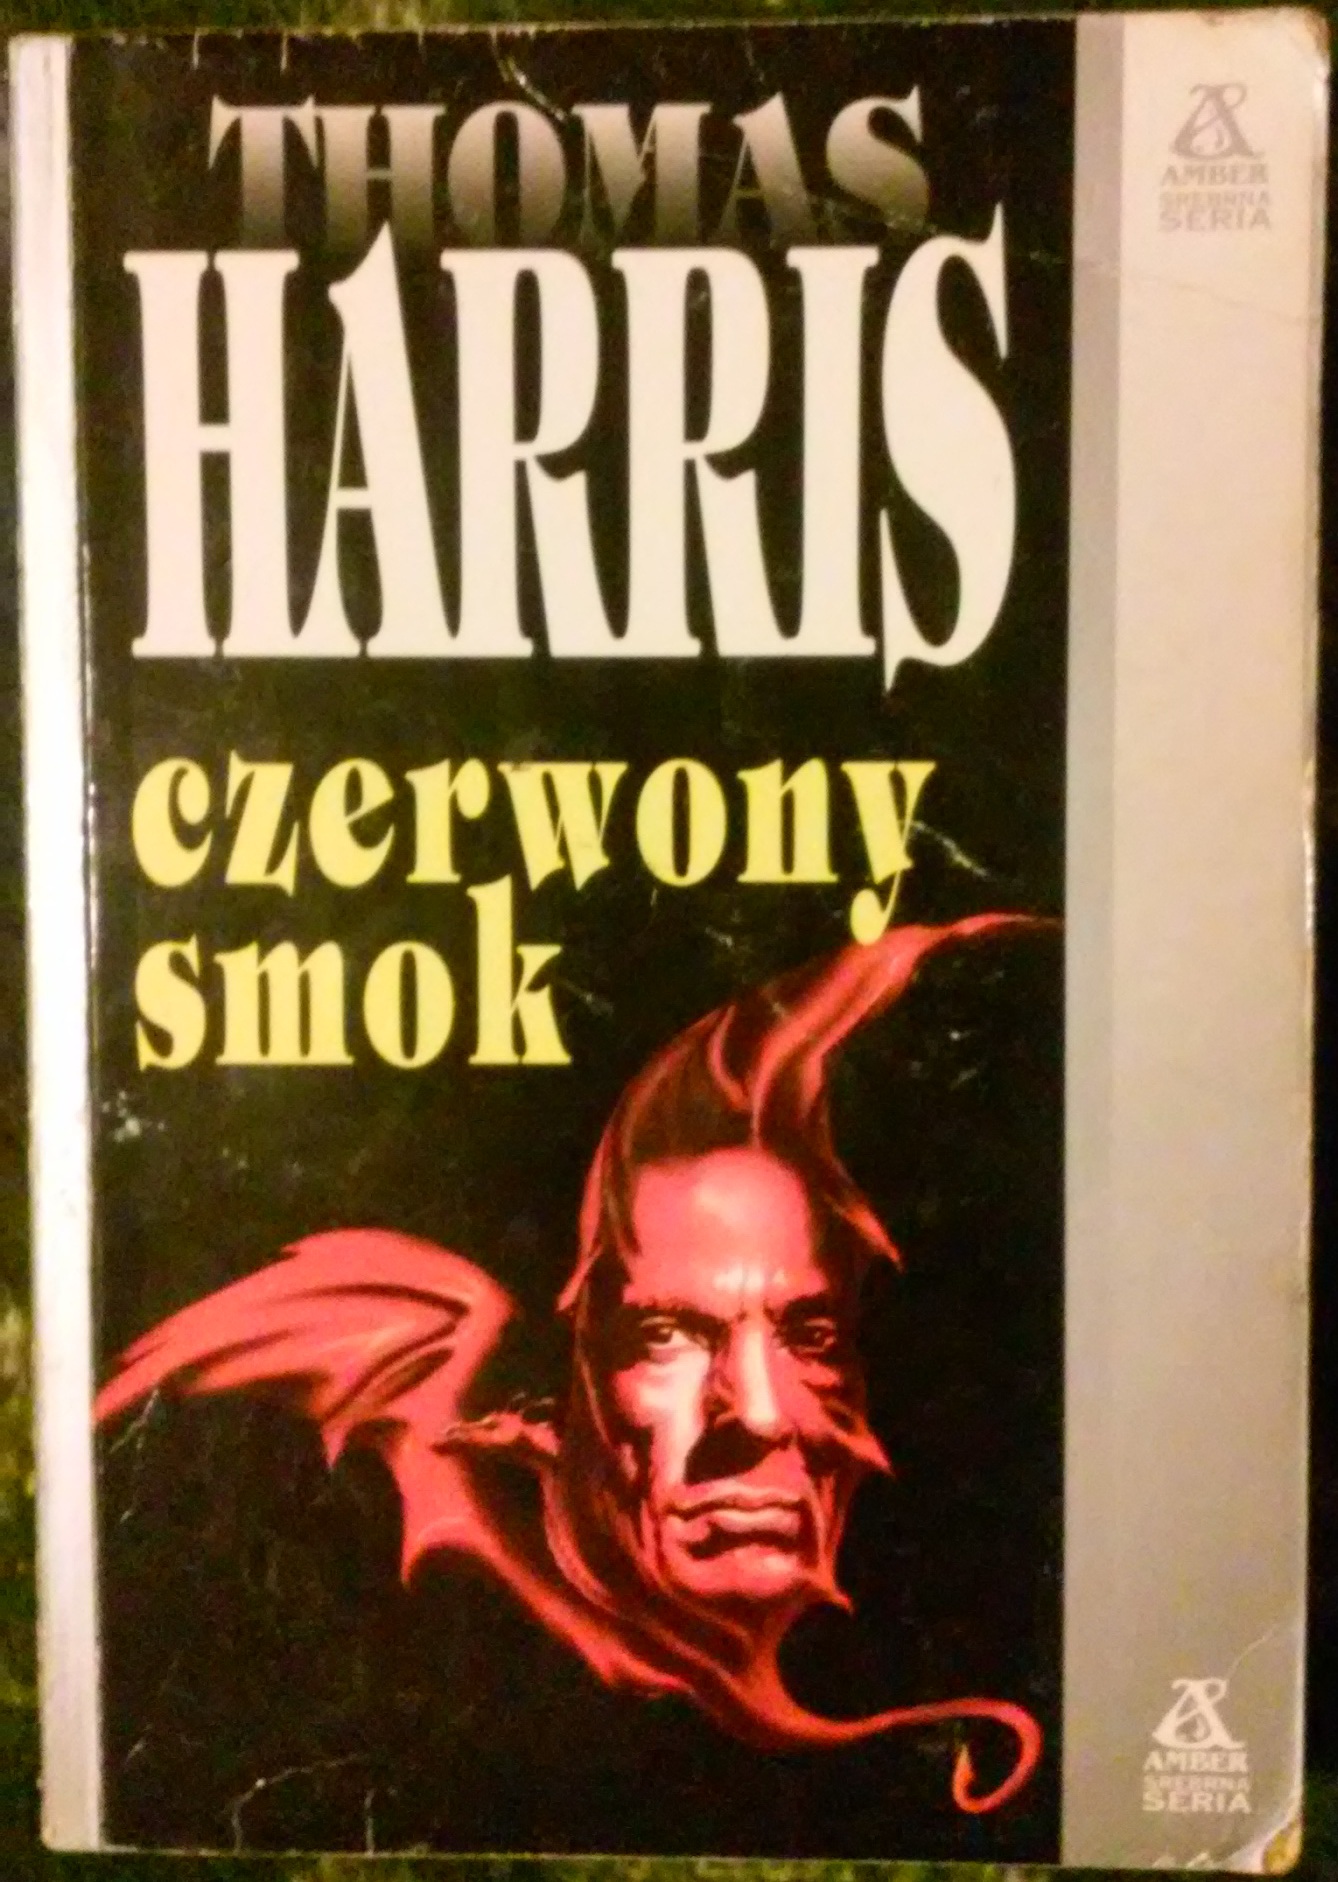 THOMAS
HARRIS
czerwony
smok
AMBER
SREBRNA
SERIA
AMBER
SREBRNA
SERIA